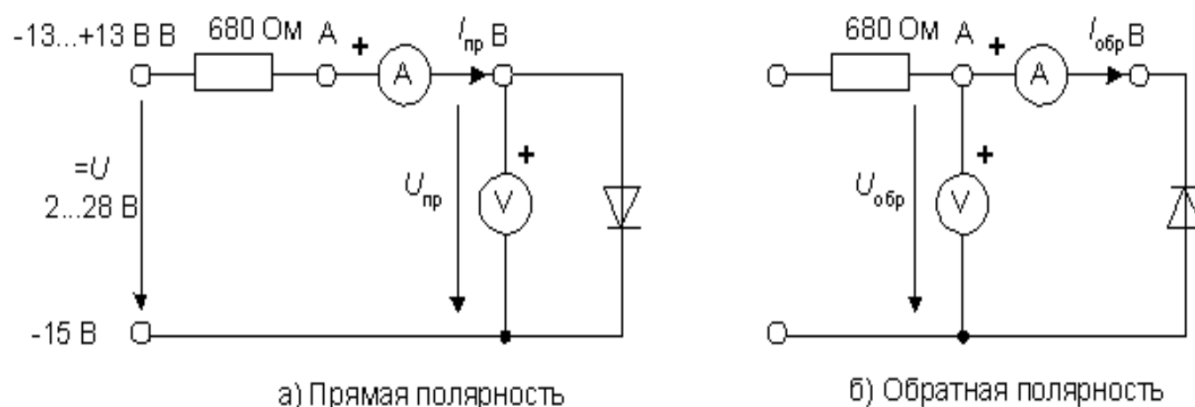 -13...+13 В В 680 Ом А + Iпр В
А
=U
2...28 В
Uпр
+
V
-15 В
а) Прямая полярность
680 Ом А + Iобр В
А
Uобр
+
V
б) Обратная полярность